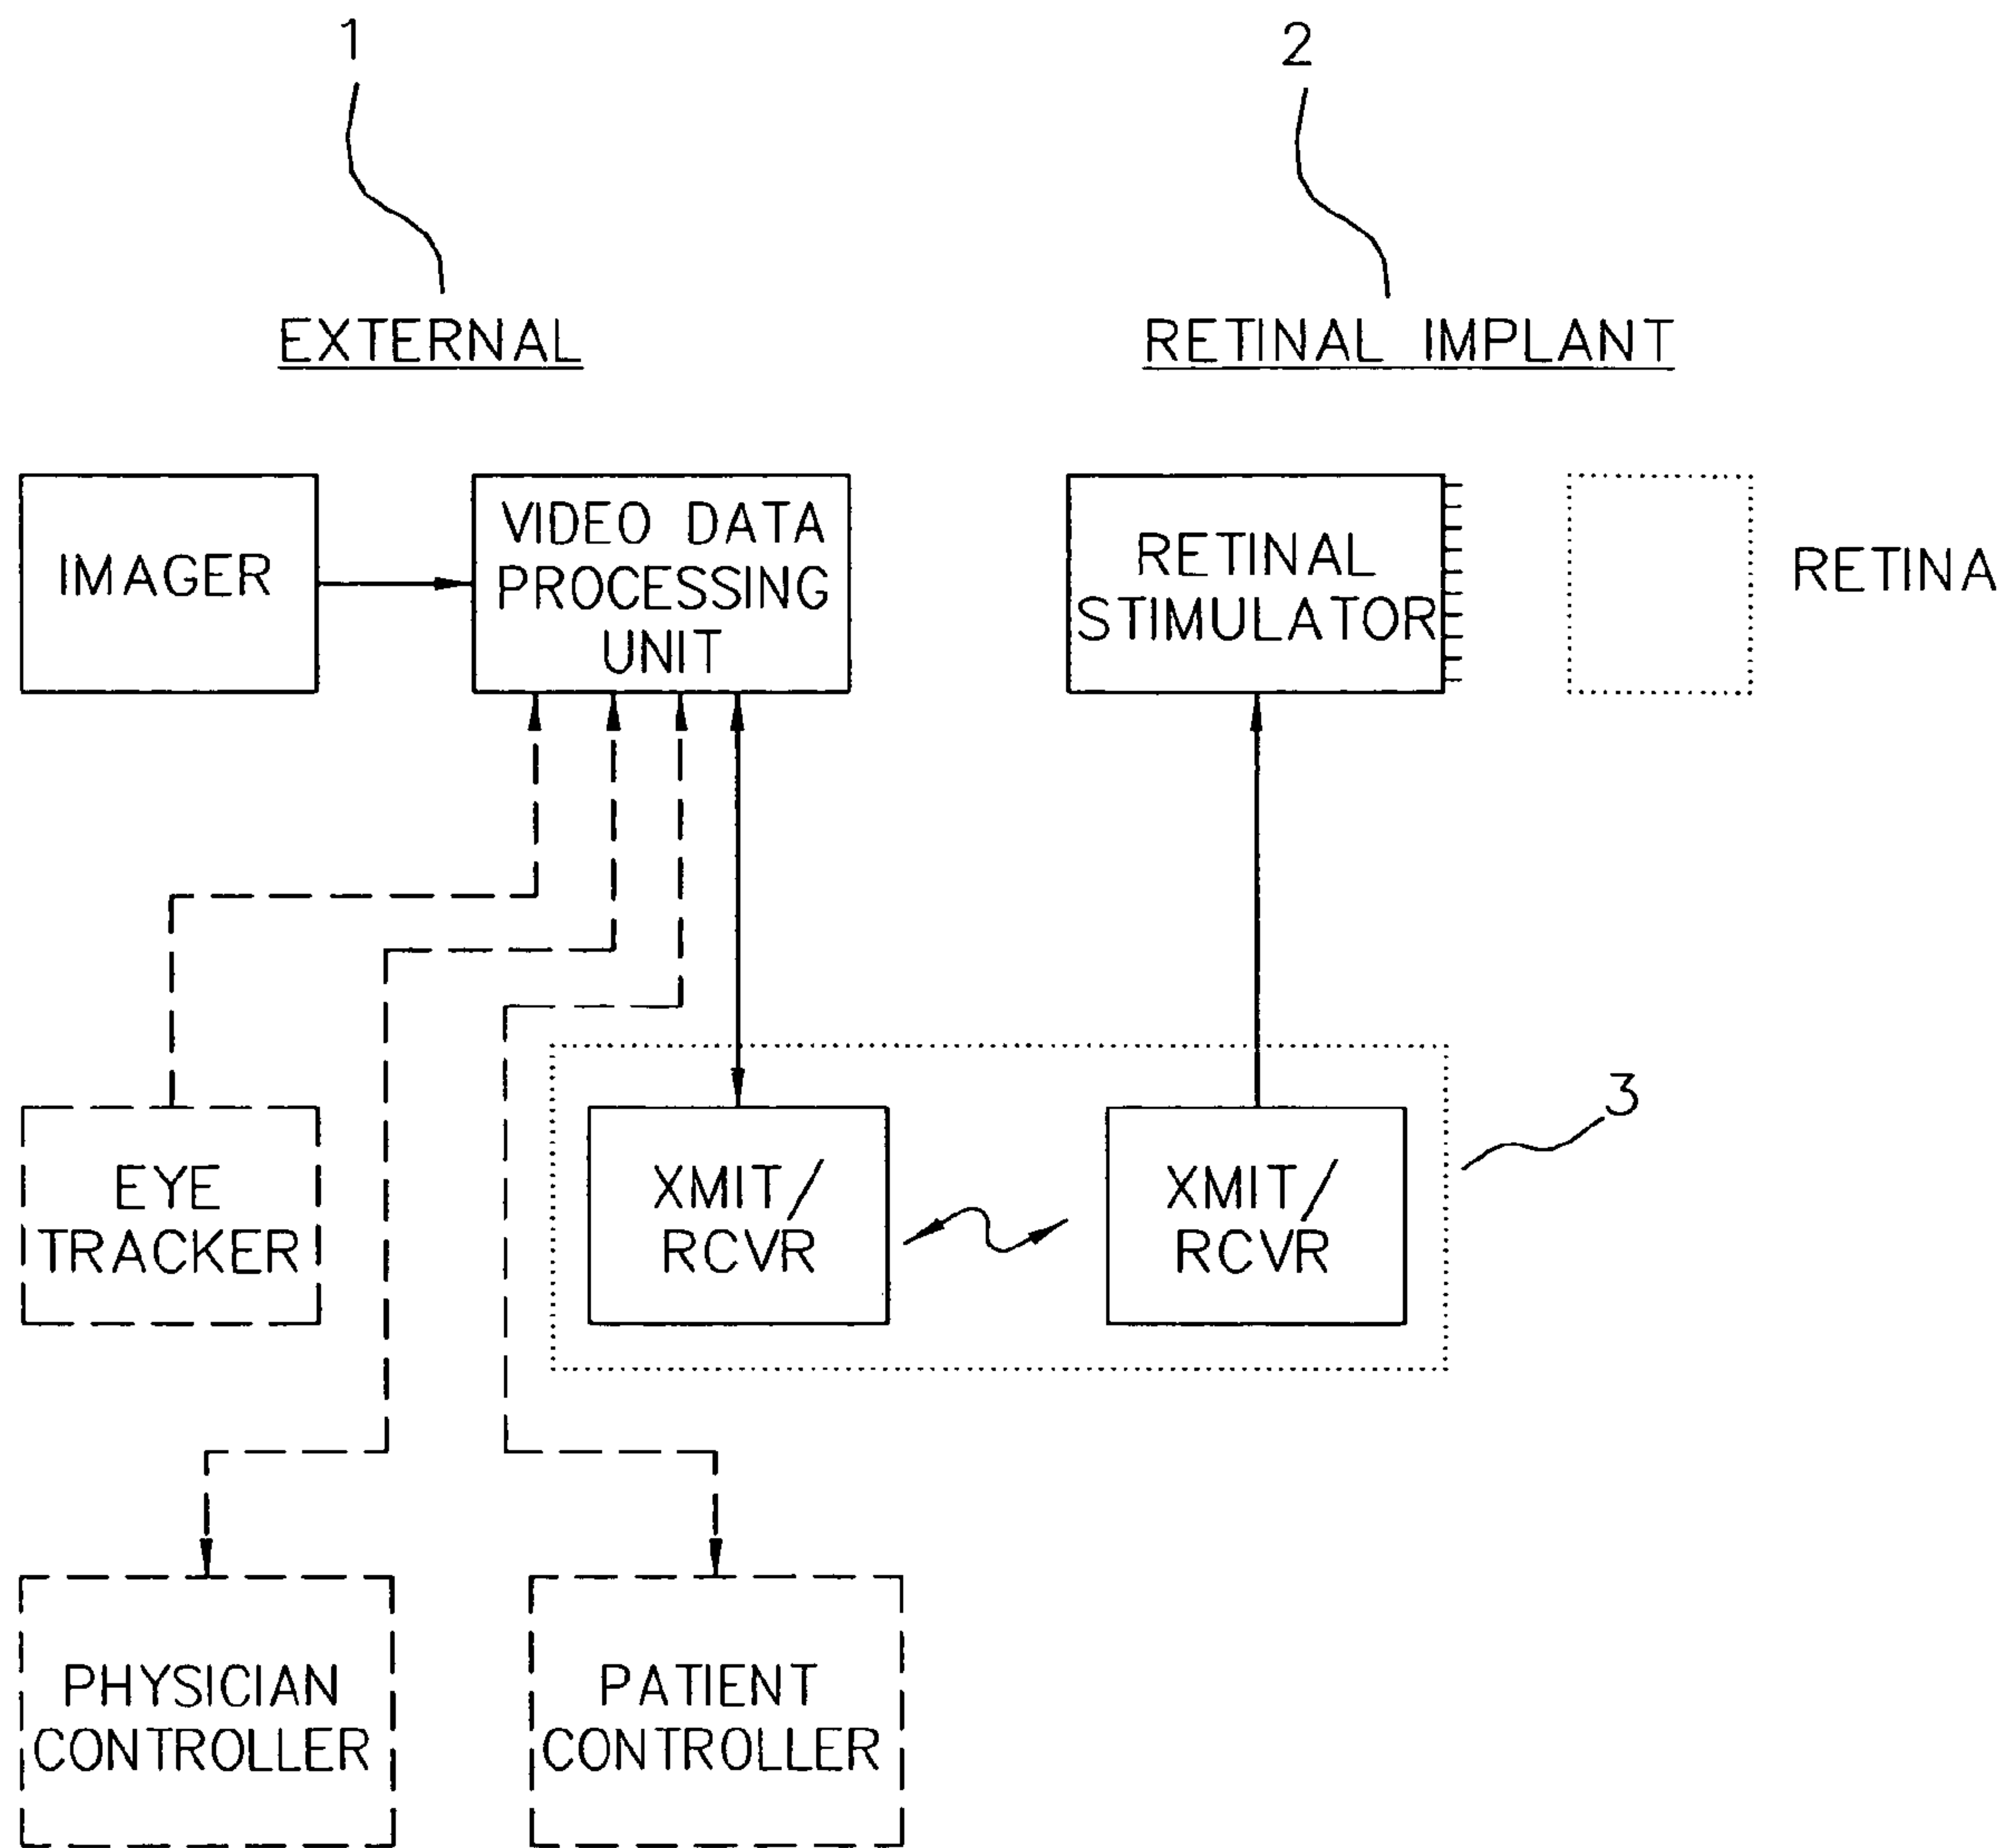 1
2
EXTERNAL
RETINAL IMPLANT
IMAGER
VIDEO DATA
PROCESSING
UNIT
RETINAL
STIMULATOR
RETINA
3
EYE
TRACKER
XMIT/
RCVR
XMIT/
RCVR
PHYSICIAN
CONTROLLER
PATIENT
CONTROLLER